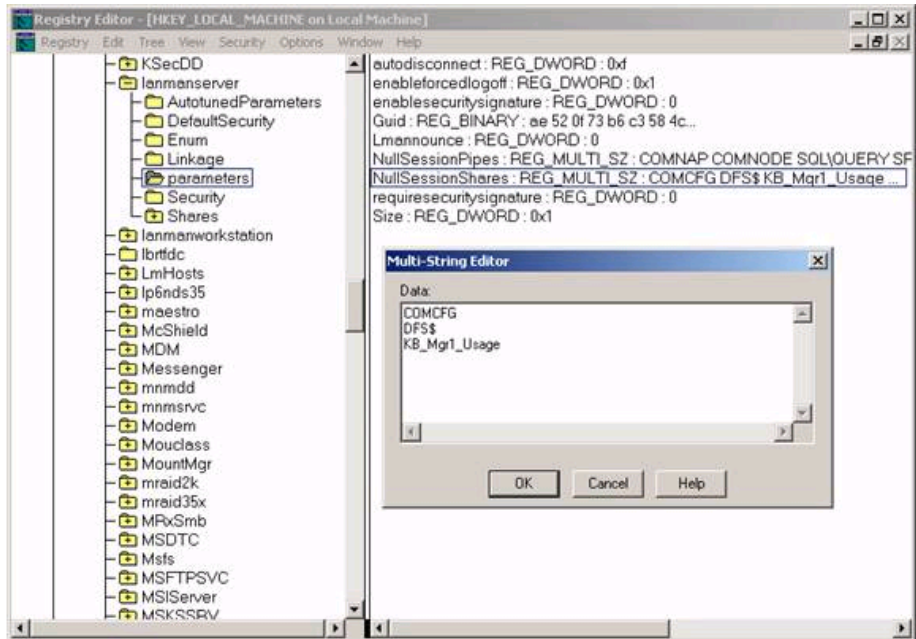 Registry Editor - [HKEY_LOCAL_MACHINE on Local Machine]
Registry Edit Tree View Security Options Window Help
KSecDD
lanmanserver
AutotunedParameters
DefaultSecurity
Enum
Linkage
parameters
Security
Shares
lanmanworkstation
lbrtfdc
LmHosts
lp6nds35
maestro
McShield
MDM
Messenger
mnmdd
mnmsrvc
Modem
Mouclass
MountMgr
mraid2k
mraid35x
MRxSmb
MSDTC
Msfs
MSFTPSVC
MSIServer
MSKSSRV
autodisconnect : REG_DWORD : 0xf
enableforcedlogoff : REG_DWORD : 0x1
enablesecuritysignature : REG_DWORD : 0
Guid : REG_BINARY : ae 52 0f 73 b6 c3 58 4c...
Lmannounce : REG_DWORD : 0
NullSessionPipes : REG_MULTI_SZ : COMNAP COMNODE SQL\QUERY SF
NullSessionShares : REG_MULTI_SZ : COMCFG DFS$ KB_Mgr1_Usage ...
requiresecuritysignature : REG_DWORD : 0
Size : REG_DWORD : 0x1
Multi-String Editor
Data:
COMCFG
DFS$
KB_Mgr1_Usage
OK Cancel Help